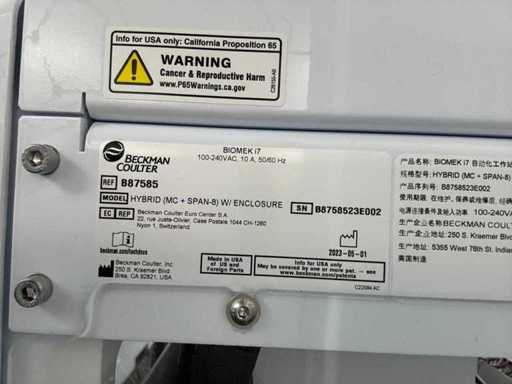 Info for USA only: California Proposition 65
WARNING
Cancer & Reproductive Harm
www.P65Warnings.ca.gov
BECKMAN
COULTER
BIOMEK i7
100-240VAC, 10 A, 50/60 Hz
REF B87585
MODEL HYBRID (MC + SPAN-8) W/ ENCLOSURE
SN B8758523E002
EC REP Beckman Coulter Euro Center S.A.
22, rue Juste-Olivier, Case Postale 1044 CH-1260
Nyon 1, Switzerland
www.beckman.com/techdocs
2023-05-01
Beckman Coulter, Inc.
250 S. Kraemer Blvd
Brea, CA 92821, USA
Made in USA
of US and
Foreign Parts
Info for USA only:
May be covered by one or more pat. – see
www.beckman.com/patents
C22084 AC
产品名称: BIOMEK i7 自动化工作站
规格型号: HYBRID (MC + SPAN-8)
B8758523E002
电源连接条件及输入功率 100-240VA
生产企业名称: BECKMAN COULT
生产企业地址: 250 S. Kraemer Blvd
生产地址: 5355 West 76th St. Indian
美国制造